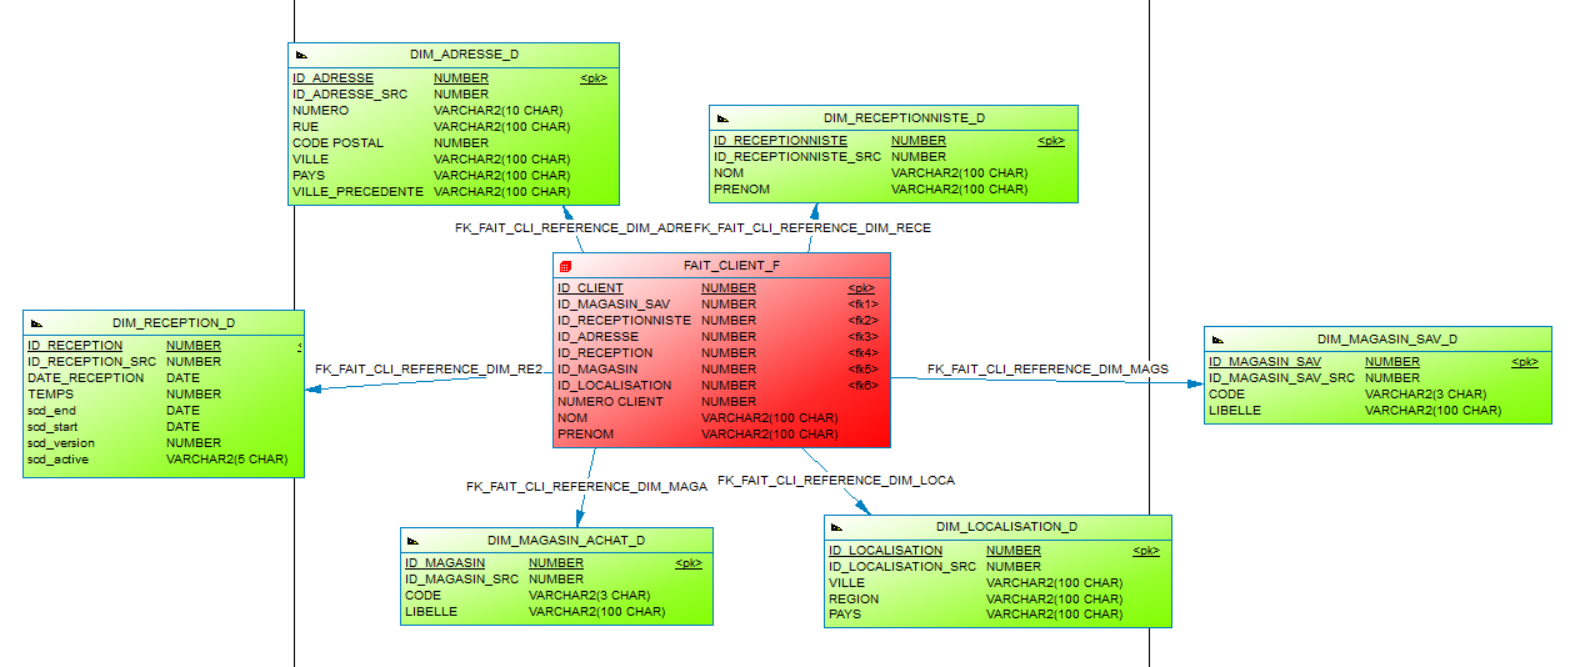 DIM_ADRESSE_D
ID_ADRESSE NUMBER <pk>
ID_ADRESSE_SRC NUMBER
NUMERO VARCHAR2(10 CHAR)
RUE VARCHAR2(100 CHAR)
CODE POSTAL NUMBER
VILLE VARCHAR2(100 CHAR)
PAYS VARCHAR2(100 CHAR)
VILLE_PRECEDENTE VARCHAR2(100 CHAR)
DIM_RECEPTIONNISTE_D
ID_RECEPTIONNISTE NUMBER <pk>
ID_RECEPTIONNISTE_SRC NUMBER
NOM VARCHAR2(100 CHAR)
PRENOM VARCHAR2(100 CHAR)
FK_FAIT_CLI_REFERENCE_DIM_ADRE
FK_FAIT_CLI_REFERENCE_DIM_RECE
FAIT_CLIENT_F
ID_CLIENT NUMBER <pk>
ID_MAGASIN_SAV NUMBER <fk1>
ID_RECEPTIONNISTE NUMBER <fk2>
ID_ADRESSE NUMBER <fk3>
ID_RECEPTION NUMBER <fk4>
ID_MAGASIN NUMBER <fk5>
ID_LOCALISATION NUMBER <fk6>
NUMERO CLIENT NUMBER
NOM VARCHAR2(100 CHAR)
PRENOM VARCHAR2(100 CHAR)
DIM_RECEPTION_D
ID_RECEPTION NUMBER <
ID_RECEPTION_SRC NUMBER
DATE_RECEPTION DATE
TEMPS NUMBER
scd_end DATE
scd_start DATE
scd_version NUMBER
scd_active VARCHAR2(5 CHAR)
FK_FAIT_CLI_REFERENCE_DIM_RE2
FK_FAIT_CLI_REFERENCE_DIM_MAGS
DIM_MAGASIN_SAV_D
ID_MAGASIN_SAV NUMBER <pk>
ID_MAGASIN_SAV_SRC NUMBER
CODE VARCHAR2(3 CHAR)
LIBELLE VARCHAR2(100 CHAR)
FK_FAIT_CLI_REFERENCE_DIM_MAGA
FK_FAIT_CLI_REFERENCE_DIM_LOCA
DIM_MAGASIN_ACHAT_D
ID_MAGASIN NUMBER <pk>
ID_MAGASIN_SRC NUMBER
CODE VARCHAR2(3 CHAR)
LIBELLE VARCHAR2(100 CHAR)
DIM_LOCALISATION_D
ID_LOCALISATION NUMBER <pk>
ID_LOCALISATION_SRC NUMBER
VILLE VARCHAR2(100 CHAR)
REGION VARCHAR2(100 CHAR)
PAYS VARCHAR2(100 CHAR)